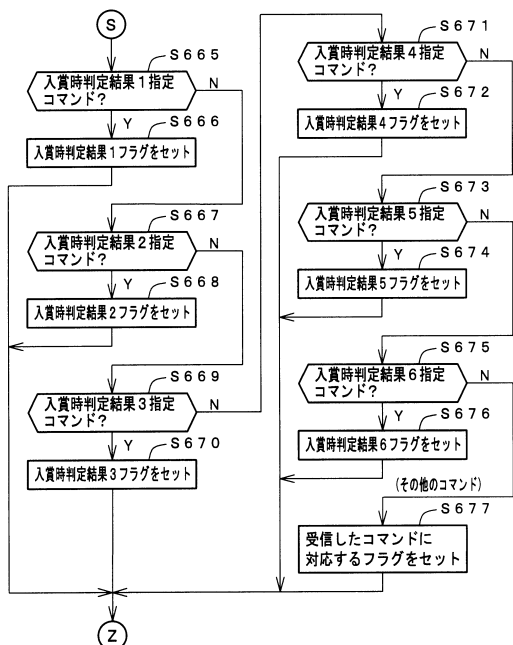 S
S665
入賞時判定結果1指定
コマンド?
N
Y
S666
入賞時判定結果1フラグをセット
S667
入賞時判定結果2指定
コマンド?
N
Y
S668
入賞時判定結果2フラグをセット
S669
入賞時判定結果3指定
コマンド?
N
Y
S670
入賞時判定結果3フラグをセット
S671
入賞時判定結果4指定
コマンド?
N
Y
S672
入賞時判定結果4フラグをセット
S673
入賞時判定結果5指定
コマンド?
N
Y
S674
入賞時判定結果5フラグをセット
S675
入賞時判定結果6指定
コマンド?
N
Y
S676
入賞時判定結果6フラグをセット
(その他のコマンド)
S677
受信したコマンドに
対応するフラグをセット
Z